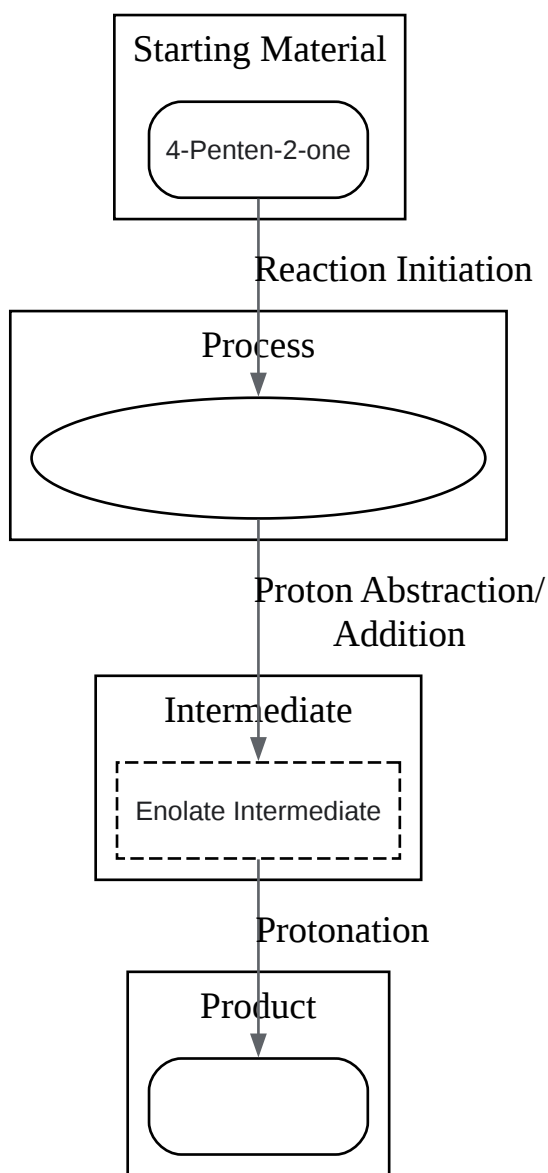 Starting Material
4-Penten-2-one
Reaction Initiation
Process
Proton Abstraction/
Addition
Intermediate
Enolate Intermediate
Protonation
Product